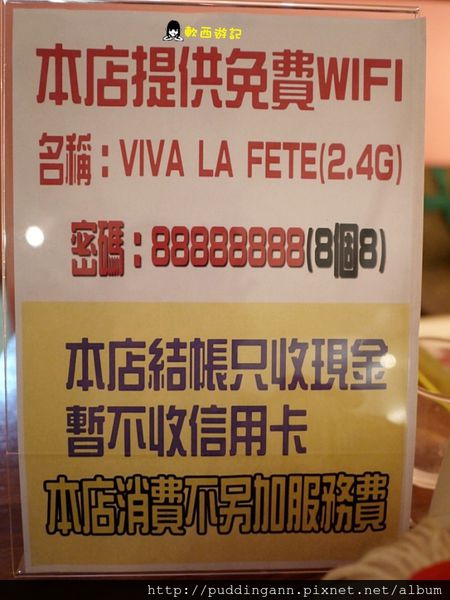 軟西遊記
本店提供免費WIFI
名稱：VIVA LA FETE(2.4G)
密碼：88888888(8個8)
本店結帳只收現金
暫不收信用卡
本店消費不另加服務費
http://puddingann.pixnet.net/album